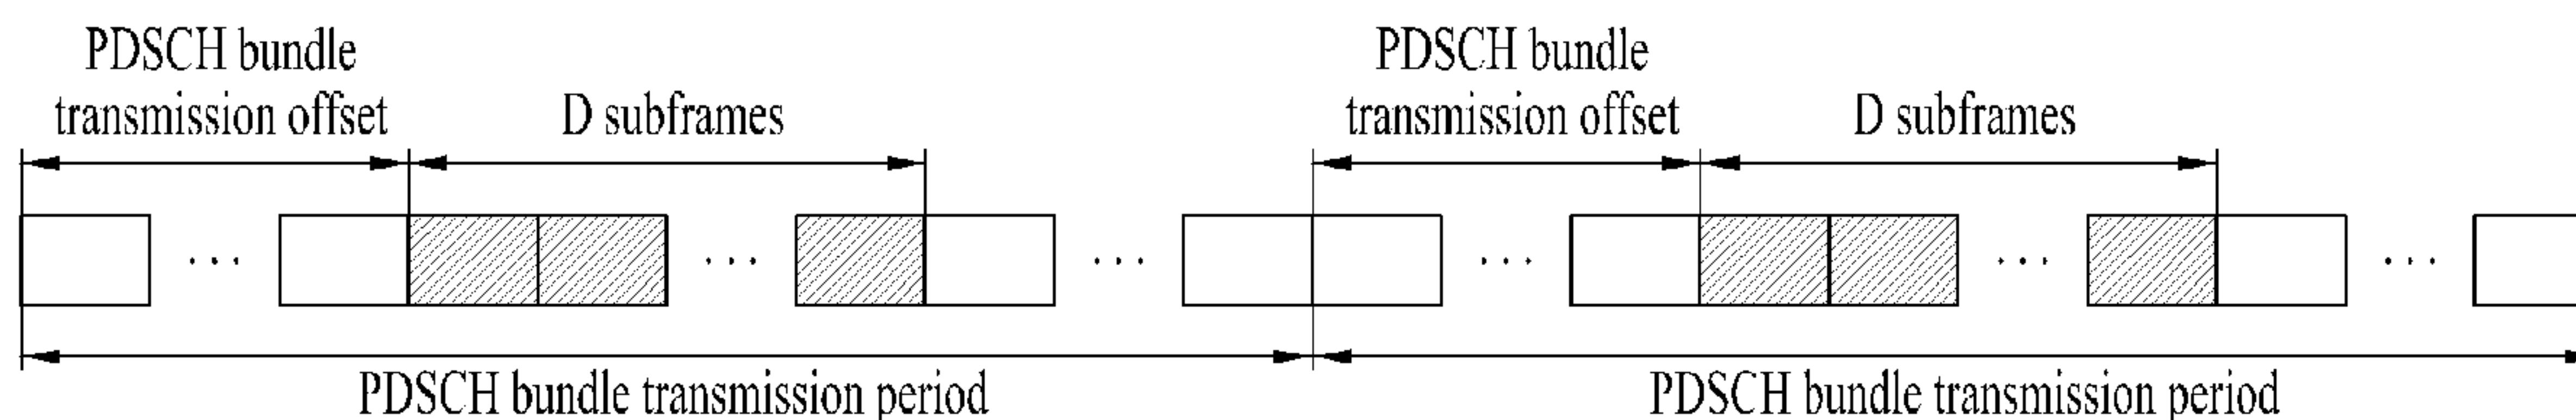 PDSCH bundle
transmission offset
D subframes
PDSCH bundle
transmission offset
D subframes
PDSCH bundle transmission period
PDSCH bundle transmission period